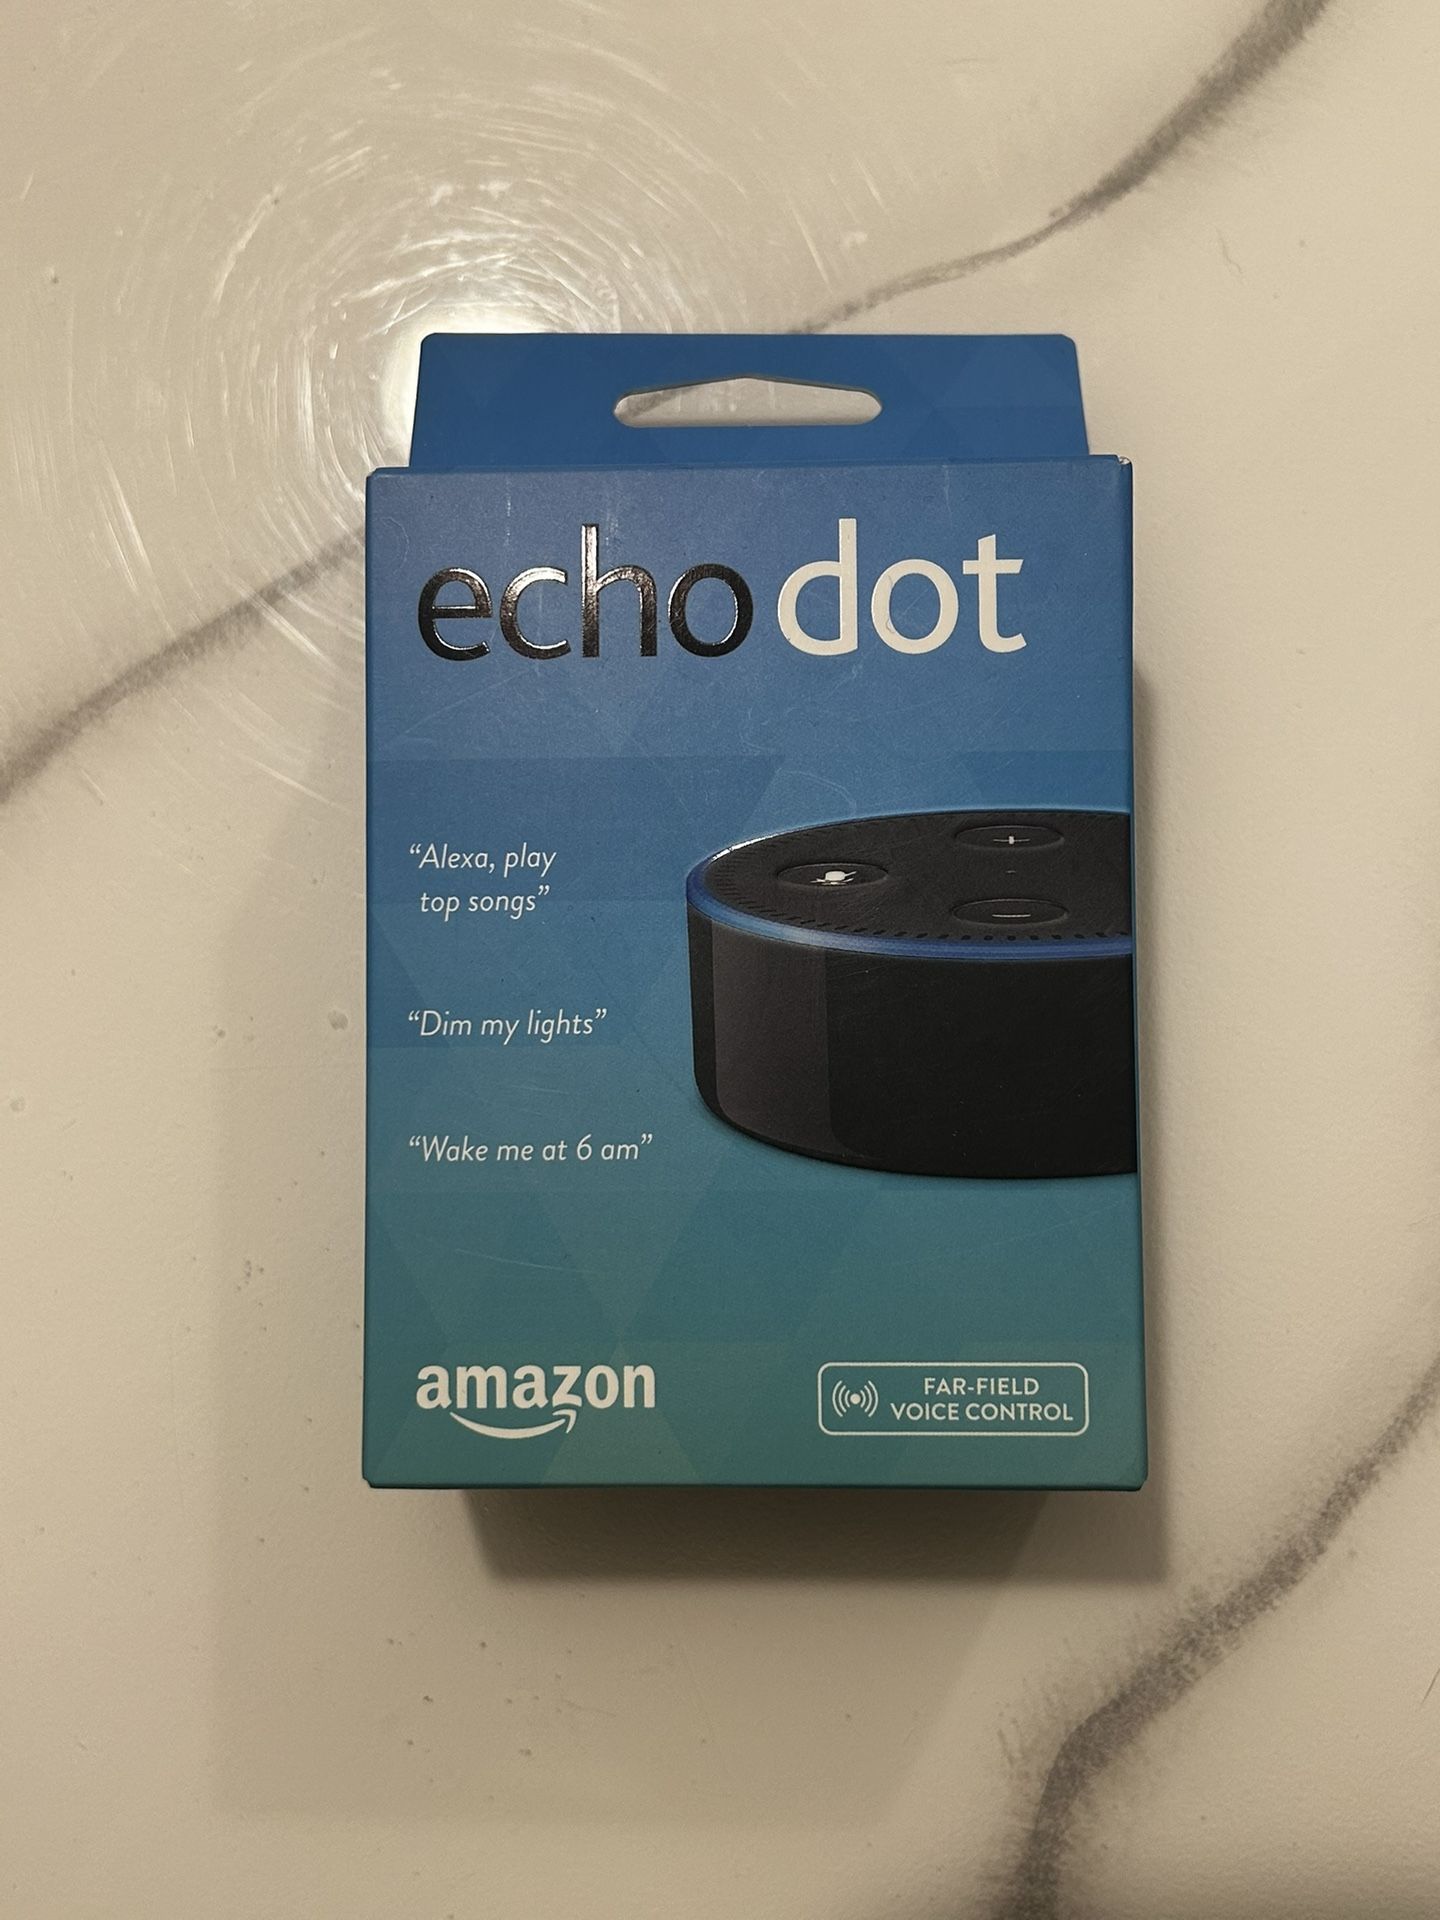 echo dot
“Alexa, play
top songs”
“Dim my lights”
“Wake me at 6 am”
amazon
FAR-FIELD
VOICE CONTROL